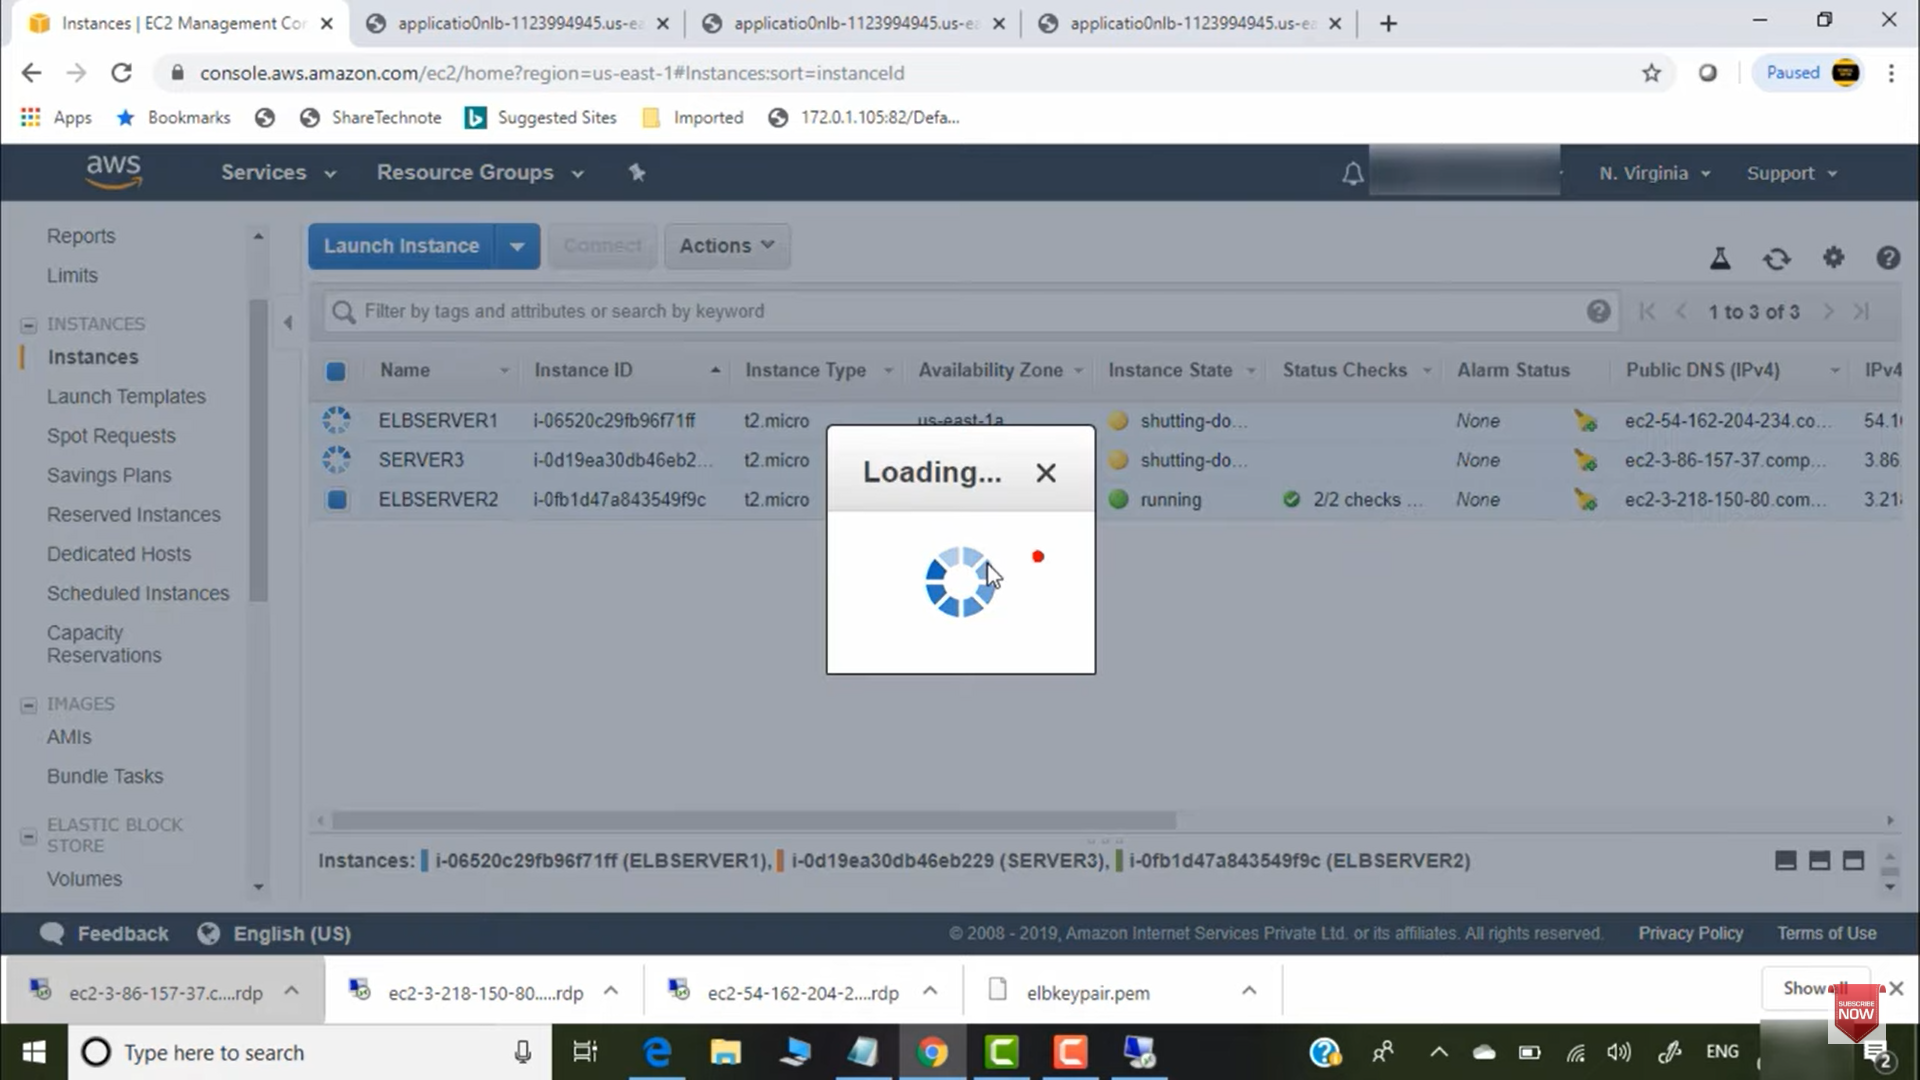 Instances | EC2 Management Con
applicatio0nlb-1123994945.us-ea
applicatio0nlb-1123994945.us-ea
applicatio0nlb-1123994945.us-ea
console.aws.amazon.com/ec2/home?region=us-east-1#Instances:sort=instanceId
Paused
Apps Bookmarks ShareTechnote Suggested Sites Imported 172.0.1.105:82/Defa...
aws Services Resource Groups N. Virginia Support
Reports
Limits
INSTANCES
Instances
Launch Templates
Spot Requests
Savings Plans
Reserved Instances
Dedicated Hosts
Scheduled Instances
Capacity
Reservations
IMAGES
AMIs
Bundle Tasks
ELASTIC BLOCK
STORE
Volumes
Launch Instance Connect Actions
Filter by tags and attributes or search by keyword 1 to 3 of 3
Name Instance ID Instance Type Availability Zone Instance State Status Checks Alarm Status Public DNS (IPv4) IPv4
ELBSERVER1 i-06520c29fb96f71ff t2.micro us-east-1a shutting-do... None ec2-54-162-204-234.co... 54.1
SERVER3 i-0d19ea30db46eb2... t2.micro shutting-do... None ec2-3-86-157-37.comp... 3.86
ELBSERVER2 i-0fb1d47a843549f9c t2.micro running 2/2 checks ... None ec2-3-218-150-80.com... 3.21
Loading...
Instances: i-06520c29fb96f71ff (ELBSERVER1), i-0d19ea30db46eb229 (SERVER3), i-0fb1d47a843549f9c (ELBSERVER2)
Feedback English (US) © 2008 - 2019, Amazon Internet Services Private Ltd. or its affiliates. All rights reserved. Privacy Policy Terms of Use
ec2-3-86-157-37.c....rdp ec2-3-218-150-80.....rdp ec2-54-162-204-2....rdp elbkeypair.pem Show all
SUBSCRIBE
NOW
Type here to search ENG 2